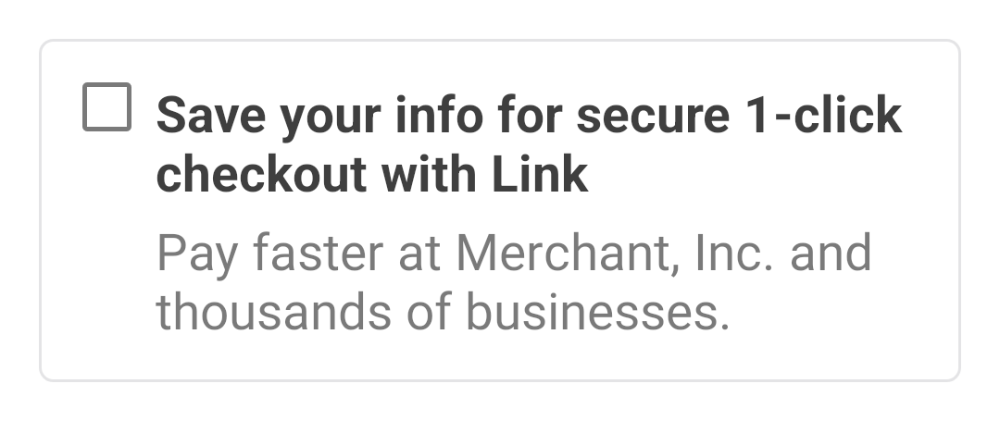 Save your info for secure 1-click
checkout with Link
Pay faster at Merchant, Inc. and
thousands of businesses.